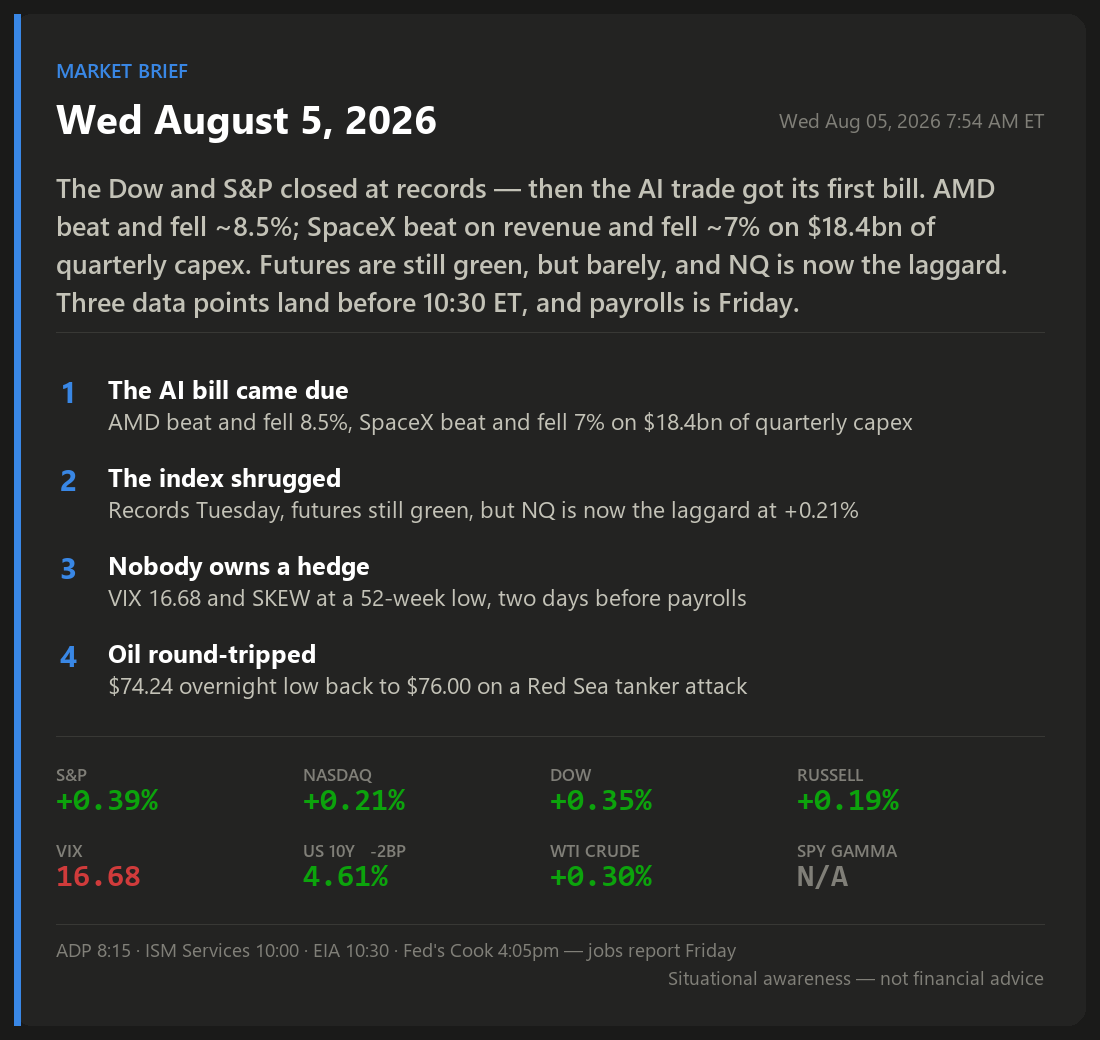 MARKET BRIEF
Wed August 5, 2026
Wed Aug 05, 2026 7:54 AM ET
The Dow and S&P closed at records — then the AI trade got its first bill. AMD
beat and fell ~8.5%; SpaceX beat on revenue and fell ~7% on $18.4bn of
quarterly capex. Futures are still green, but barely, and NQ is now the laggard.
Three data points land before 10:30 ET, and payrolls is Friday.
1 The AI bill came due
AMD beat and fell 8.5%, SpaceX beat and fell 7% on $18.4bn of quarterly capex
2 The index shrugged
Records Tuesday, futures still green, but NQ is now the laggard at +0.21%
3 Nobody owns a hedge
VIX 16.68 and SKEW at a 52-week low, two days before payrolls
4 Oil round-tripped
$74.24 overnight low back to $76.00 on a Red Sea tanker attack
S&P NASDAQ DOW RUSSELL
+0.39% +0.21% +0.35% +0.19%
VIX US 10Y -2BP WTI CRUDE SPY GAMMA
16.68 4.61% +0.30% N/A
ADP 8:15 · ISM Services 10:00 · EIA 10:30 · Fed's Cook 4:05pm — jobs report Friday
Situational awareness — not financial advice